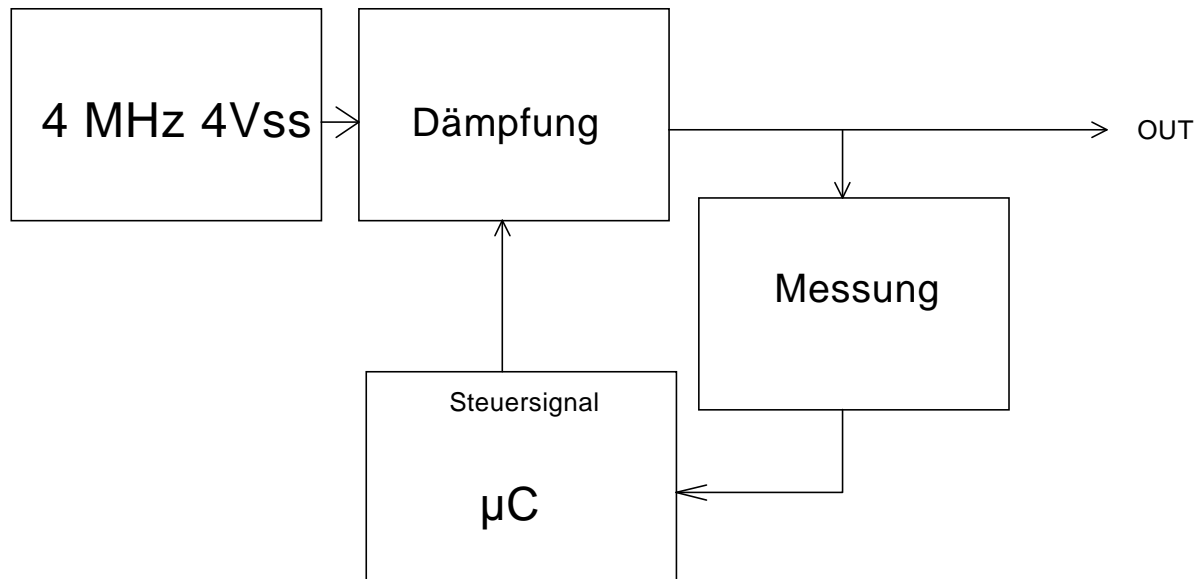 4 MHz 4Vss
Dämpfung
OUT
Messung
Steuersignal
µC